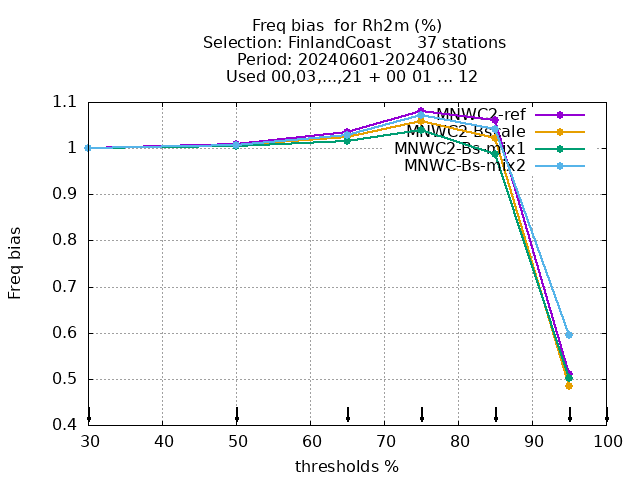 Freq bias  for Rh2m (%)
Selection: FinlandCoast     37 stations
Period: 20240601-20240630
Used 00,03,...,21 + 00 01 ... 12
MNWC2-ref
MNWC2-Bsscale
MNWC2-Bs-mix1
MNWC-Bs-mix2
1.1
1
0.9
0.8
0.7
0.6
0.5
0.4
Freq bias
30 40 50 60 70 80 90 100
thresholds %